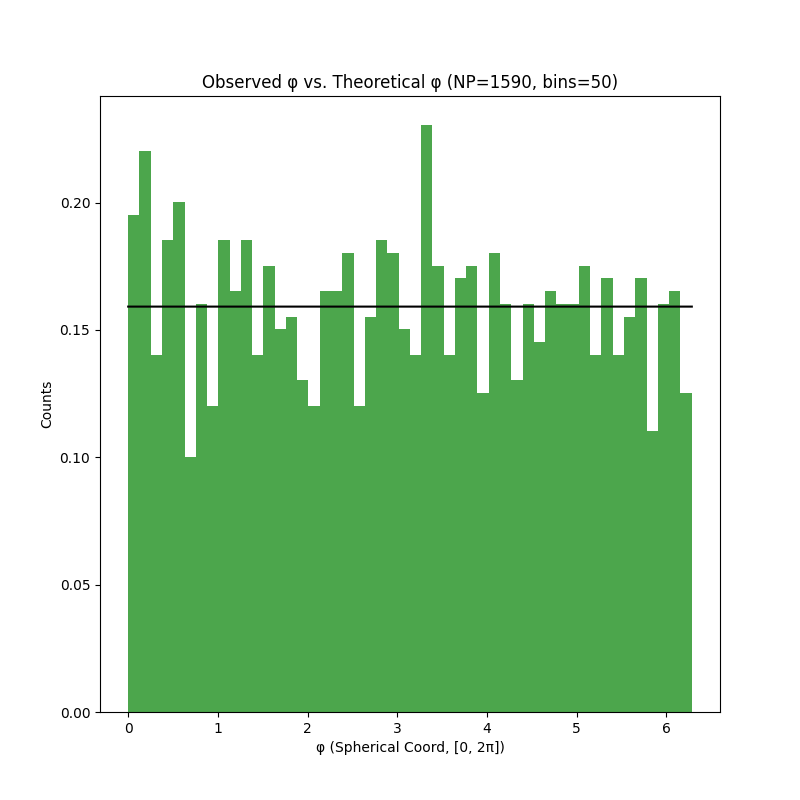 Observed φ vs. Theoretical φ (NP=1590, bins=50)
Counts
0.20
0.15
0.10
0.05
0.00
0 1 2 3 4 5 6
φ (Spherical Coord, [0, 2π])